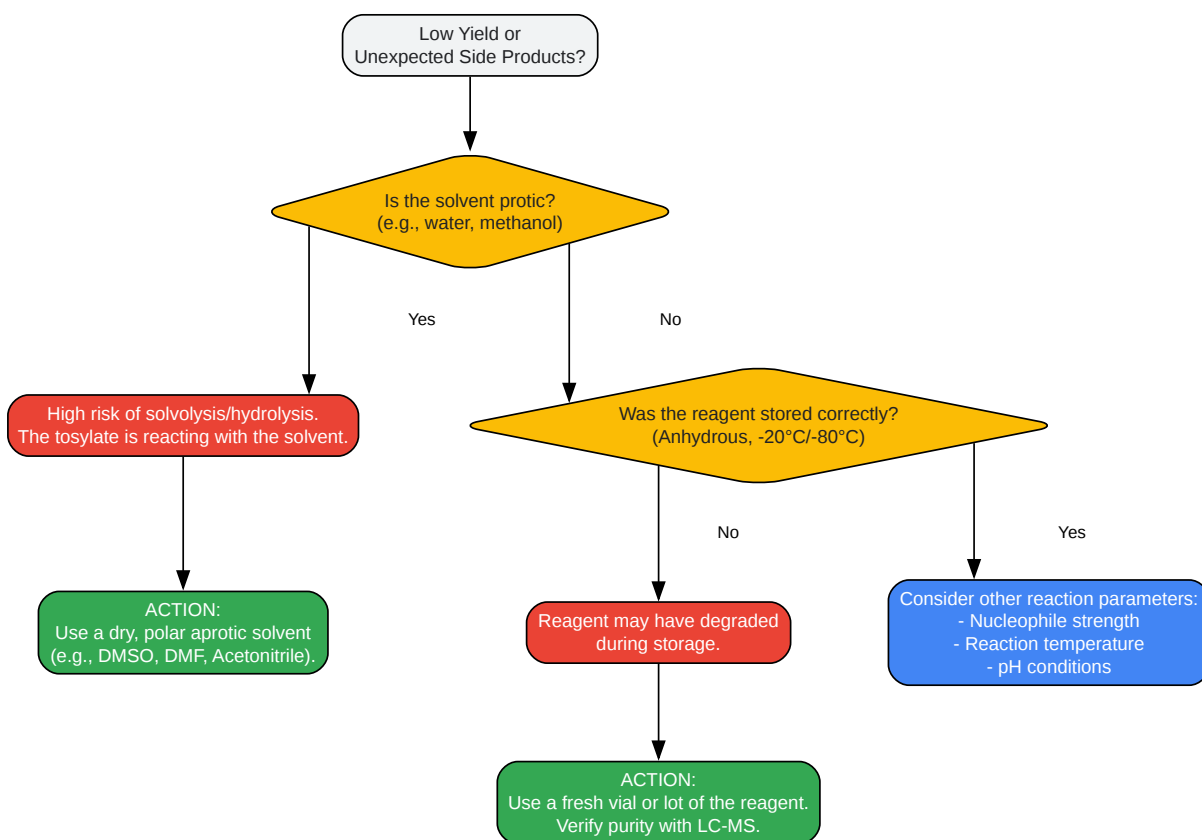 Low Yield or
Unexpected Side Products?
Is the solvent protic?
(e.g., water, methanol)
Yes
No
High risk of solvolysis/hydrolysis.
The tosylate is reacting with the solvent.
Was the reagent stored correctly?
(Anhydrous, -20°C/-80°C)
No
Yes
ACTION:
Use a dry, polar aprotic solvent
(e.g., DMSO, DMF, Acetonitrile).
Reagent may have degraded
during storage.
Consider other reaction parameters:
- Nucleophile strength
- Reaction temperature
- pH conditions
ACTION:
Use a fresh vial or lot of the reagent.
Verify purity with LC-MS.